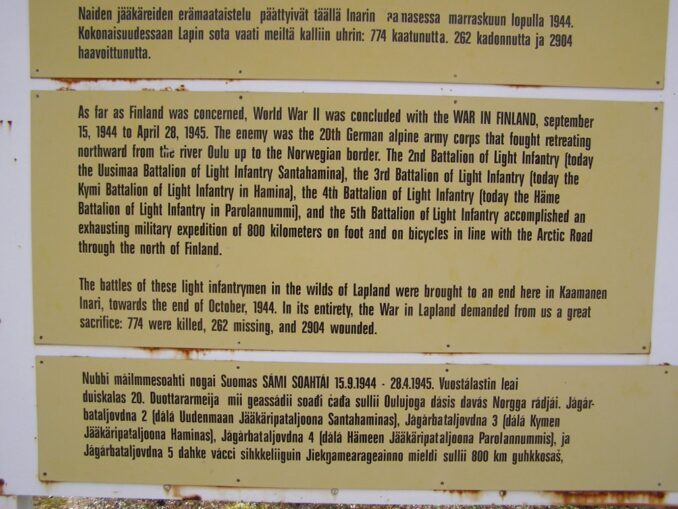 Naiden jääkäreiden erämaataistelu päättyivät täällä Inarin marraskuun lopulla 1944.
Kokonaisuudessaan Lapin sota vaati meiltä kalliin uhrin: 774 kaatunutta. 262 kadonnutta ja 2904
haavoittunutta.
As far as Finland was concerned, World War II was concluded with the WAR IN FINLAND, september
15, 1944 to April 28, 1945. The enemy was the 20th German alpine army corps that fought retreating
northward from the river Oulu up to the Norwegian border. The 2nd Battalion of Light Infantry (today
the Uusimaa Battalion of Light Infantry Santahamina), the 3rd Battalion of Light Infantry (today the
Kymi Battalion of Light Infantry in Hamina), the 4th Battalion of Light Infantry (today the Häme
Battalion of Light Infantry in Parolannummi), and the 5th Battalion of Light Infantry accomplished an
exhausting military expedition of 800 kilometers on foot and on bicycles in line with the Arctic Road
through the north of Finland.
The battles of these light infantrymen in the wilds of Lapland were brought to an end here in Kaamanen
Inari, towards the end of October, 1944. In its entirety, the War in Lapland demanded from us a great
sacrifice: 774 were killed, 262 missing, and 2904 wounded.
Nubbi máilmmesoahti nogai Suomas SÁMI SOAHTÁI 15.9.1944 - 28.4.1945. Vuostálastin leai
duiskalas 20. Duottararmeija mii geassádii soađi čađa sullii Oulujoga dásis davás Norgga rádjái. Jágár-
bataljovdna 2 (dálá Uudenmaan Jääkäripataljoona Santahaminas), Jágárbataljovdna 3 (dálá Kymen
Jääkäripataljoona Haminas), Jágárbataljovdna 4 (dálá Hämeen Jääkäripataljoona Parolannummis), ja
Jágárbataljovdna 5 dahke vácci sihkkeliiguin Jiekŋamearageainno mieldi sullii 800 km guhkkosaš,